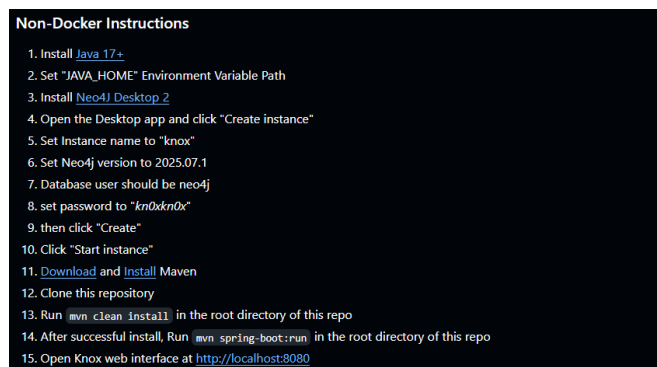 Non-Docker Instructions
1. Install Java 17+
2. Set "JAVA_HOME" Environment Variable Path
3. Install Neo4J Desktop 2
4. Open the Desktop app and click "Create instance"
5. Set Instance name to "knox"
6. Set Neo4j version to 2025.07.1
7. Database user should be neo4j
8. set password to "kn0xkn0x"
9. then click "Create"
10. Click "Start instance"
11. Download and Install Maven
12. Clone this repository
13. Run mvn clean install in the root directory of this repo
14. After successful install, Run mvn spring-boot:run in the root directory of this repo
15. Open Knox web interface at http://localhost:8080